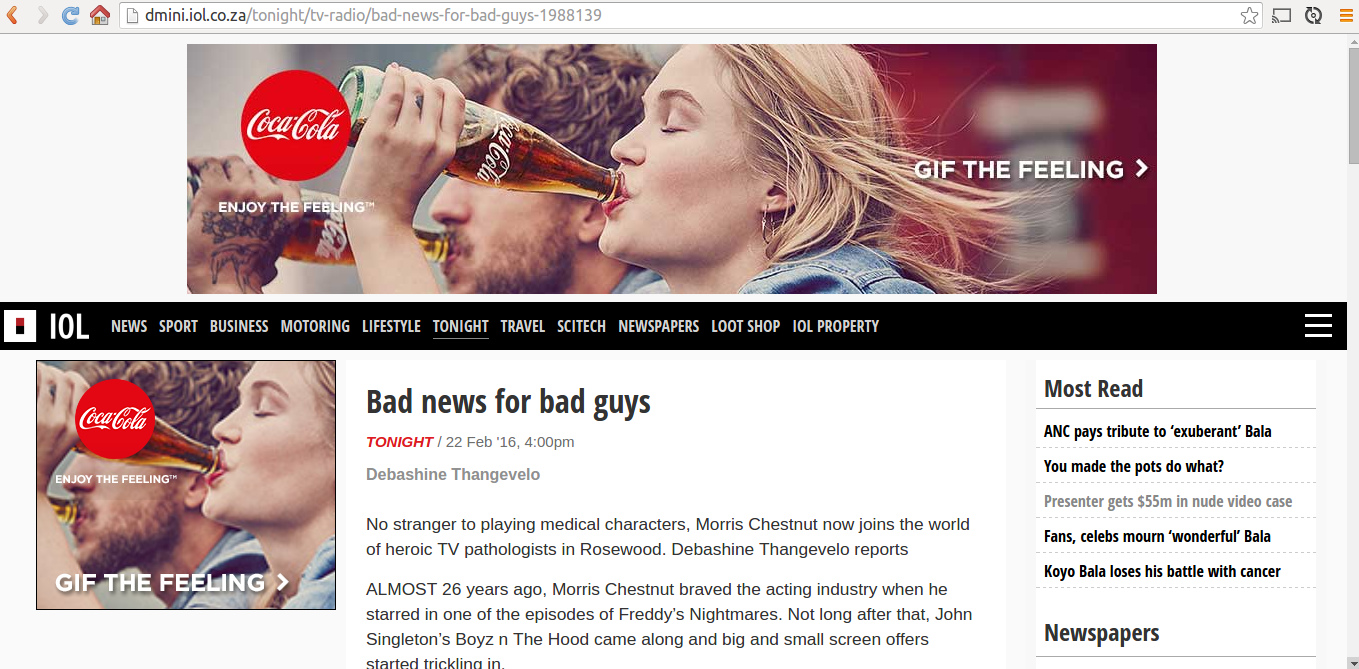 dmini.iol.co.za/tonight/tv-radio/bad-news-for-bad-guys-1988139
Coca-Cola
Coca-Cola
GIF THE FEELING
ENJOY THE FEELING™
IOL NEWS SPORT BUSINESS MOTORING LIFESTYLE TONIGHT TRAVEL SCITECH NEWSPAPERS LOOT SHOP IOL PROPERTY
Coca-Cola
ENJOY THE FEELING™
GIF THE FEELING
Bad news for bad guys
TONIGHT / 22 Feb '16, 4:00pm
Debashine Thangevelo
No stranger to playing medical characters, Morris Chestnut now joins the world
of heroic TV pathologists in Rosewood. Debashine Thangevelo reports
ALMOST 26 years ago, Morris Chestnut braved the acting industry when he
starred in one of the episodes of Freddy's Nightmares. Not long after that, John
Singleton's Boyz n The Hood came along and big and small screen offers
started trickling in.
Most Read
ANC pays tribute to ‘exuberant’ Bala
You made the pots do what?
Presenter gets $55m in nude video case
Fans, celebs mourn ‘wonderful’ Bala
Koyo Bala loses his battle with cancer
Newspapers